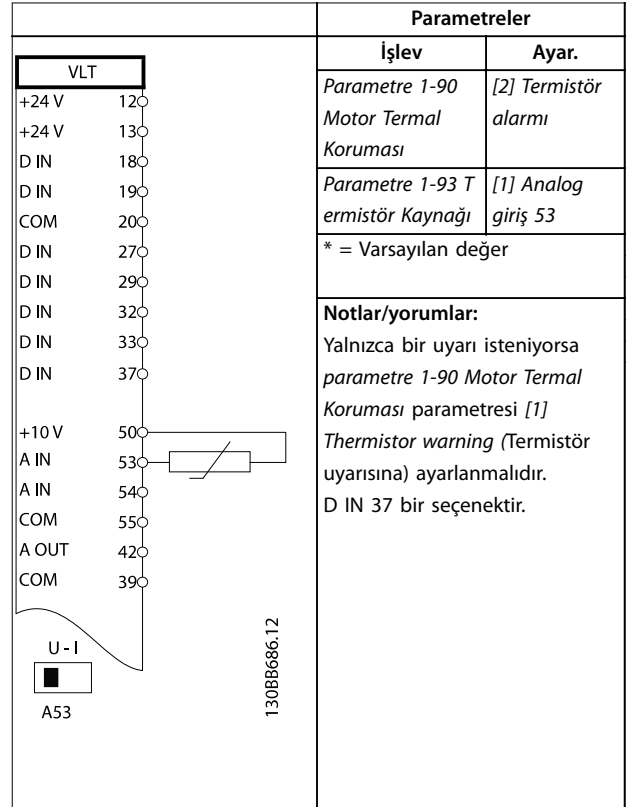 Parametreler
İşlev Ayar.
Parametre 1-90 [2] Termistör
Motor Termal alarmı
Koruması
Parametre 1-93 T [1] Analog
ermistör Kaynağı giriş 53
* = Varsayılan değer
Notlar/yorumlar:
Yalnızca bir uyarı isteniyorsa
parametre 1-90 Motor Termal
Koruması parametresi [1]
Thermistor warning (Termistör
uyarısına) ayarlanmalıdır.
D IN 37 bir seçenektir.
VLT
+24 V 12
+24 V 13
D IN 18
D IN 19
COM 20
D IN 27
D IN 29
D IN 32
D IN 33
D IN 37
+10 V 50
A IN 53
A IN 54
COM 55
A OUT 42
COM 39
U - I
A53
130BB686.12